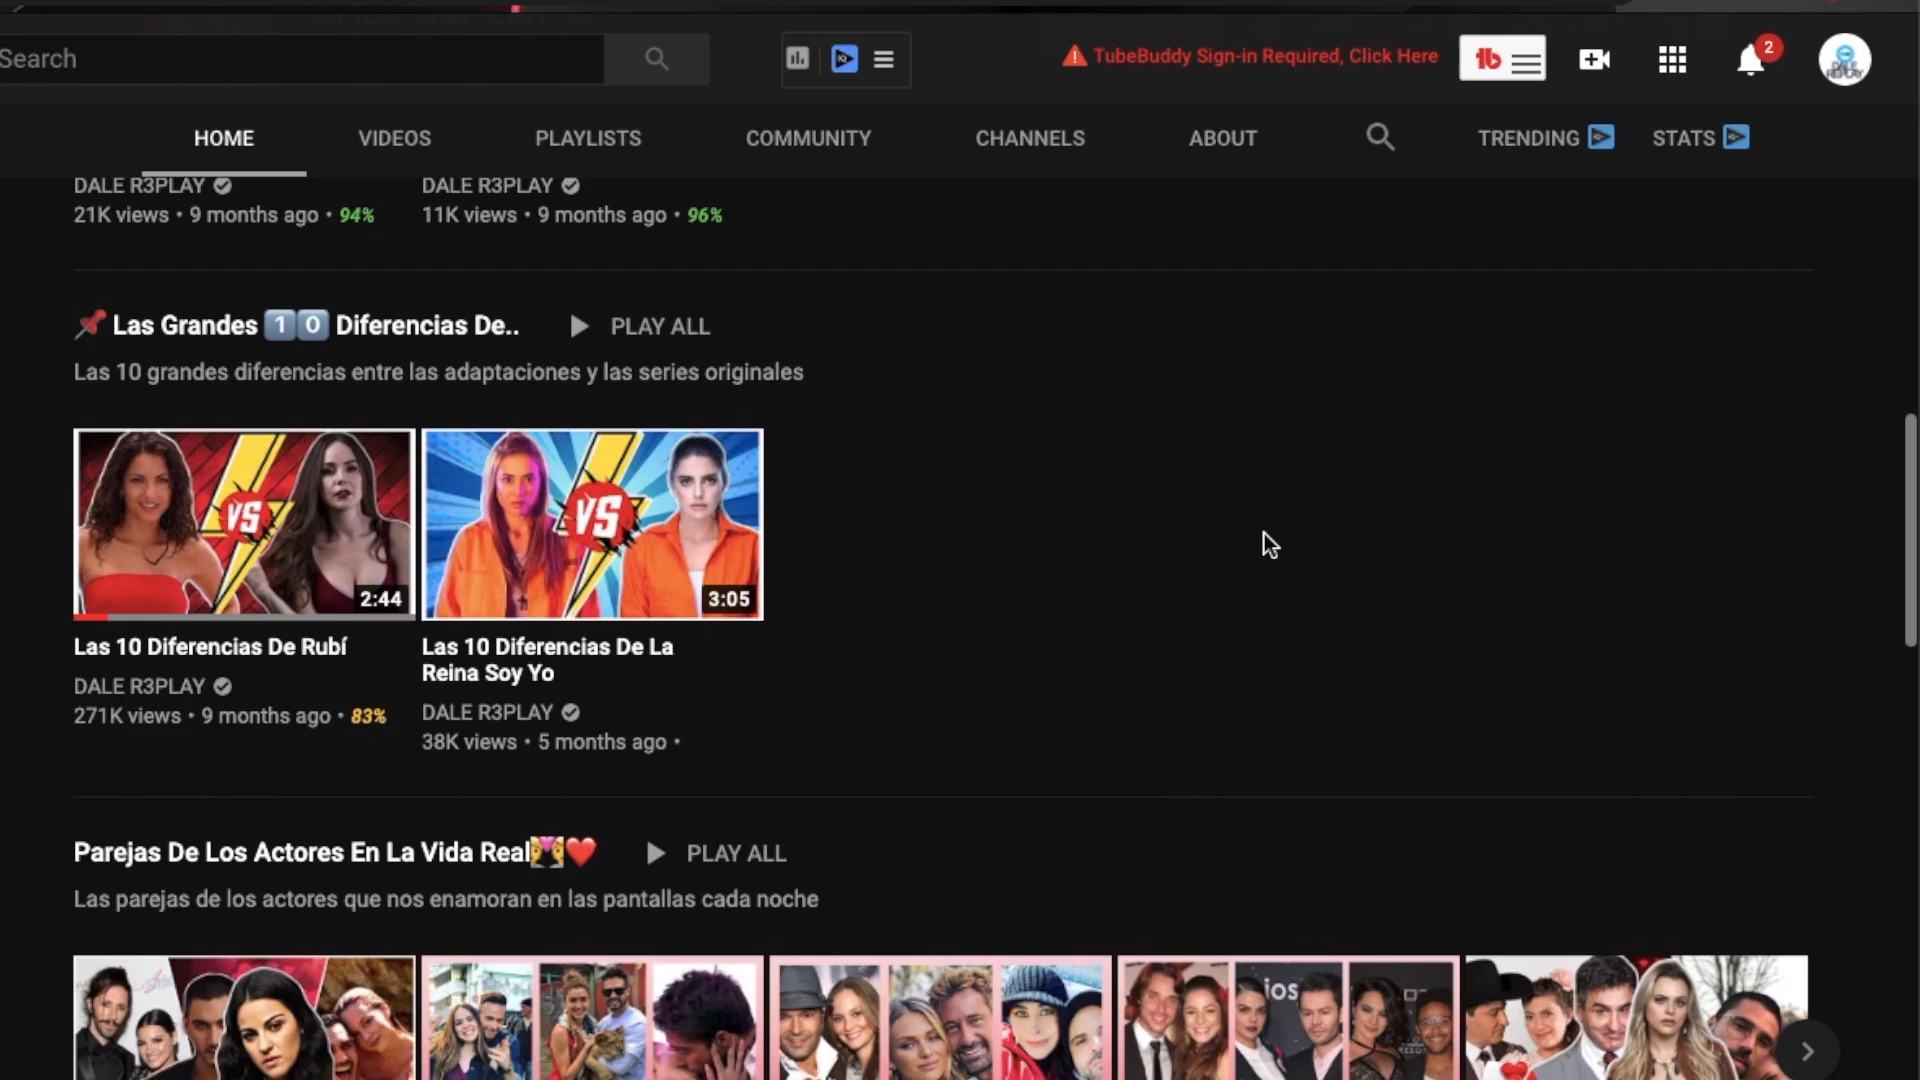 Search
TubeBuddy Sign-in Required, Click Here
tb
2
HOME
VIDEOS
PLAYLISTS
COMMUNITY
CHANNELS
ABOUT
TRENDING
STATS
DALE R3PLAY
21K views • 9 months ago • 94%
DALE R3PLAY
11K views • 9 months ago • 96%
Las Grandes 1 0 Diferencias De..
PLAY ALL
Las 10 grandes diferencias entre las adaptaciones y las series originales
VS
2:44
VS
3:05
Las 10 Diferencias De Rubí
DALE R3PLAY
271K views • 9 months ago • 83%
Las 10 Diferencias De La
Reina Soy Yo
DALE R3PLAY
38K views • 5 months ago •
Parejas De Los Actores En La Vida Real
PLAY ALL
Las parejas de los actores que nos enamoran en las pantallas cada noche